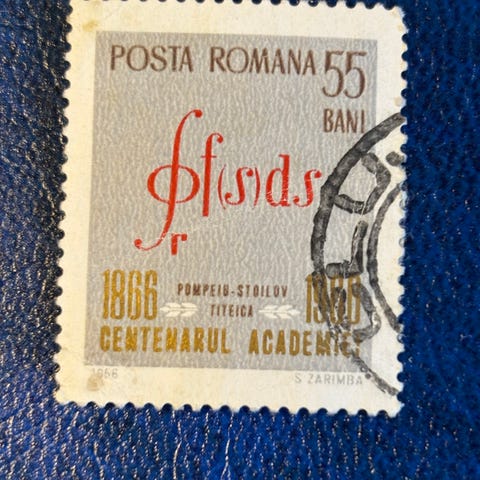 POSTA ROMANA 55
BANI
∮f(s)ds
Γ
1866 POMPEIU-STOILOV 1966
TITEICA
CENTENARUL ACADEMIEI
1966 S. ZARIMBA